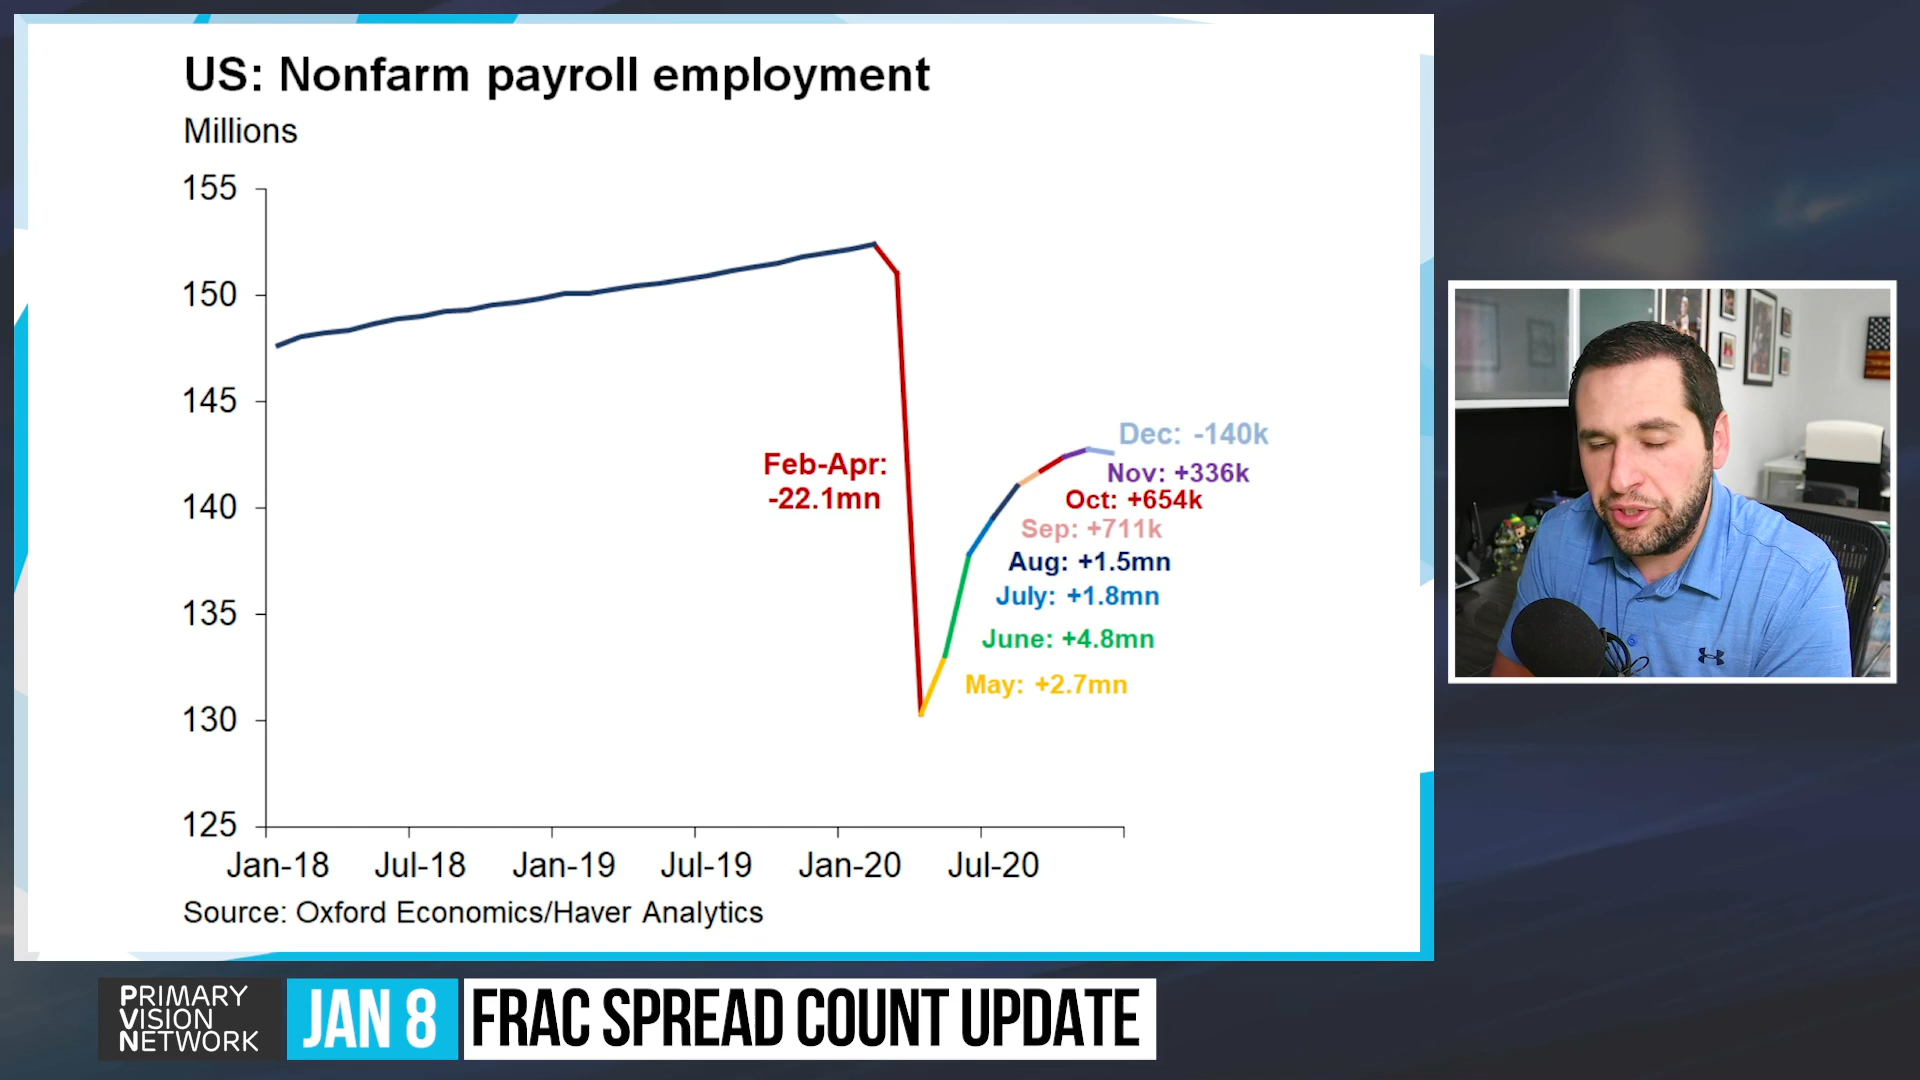 US: Nonfarm payroll employment
Millions
155
150
145
140
135
130
125
Feb-Apr:
-22.1mn
Dec: -140k
Nov: +336k
Oct: +654k
Sep: +711k
Aug: +1.5mn
July: +1.8mn
June: +4.8mn
May: +2.7mn
Jan-18 Jul-18 Jan-19 Jul-19 Jan-20 Jul-20
Source: Oxford Economics/Haver Analytics
PRIMARY
VISION
NETWORK
JAN 8
FRAC SPREAD COUNT UPDATE